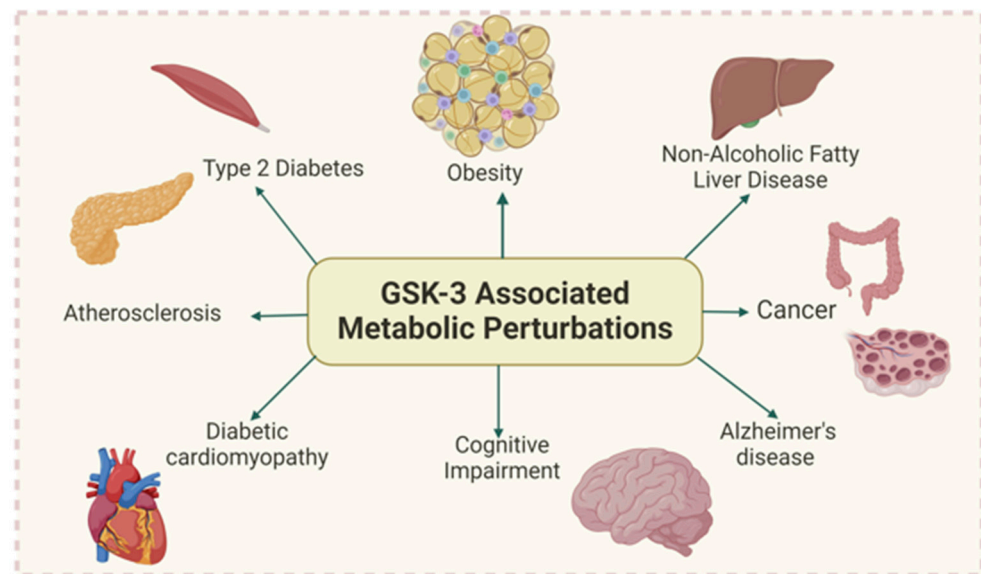 Type 2 Diabetes
Obesity
Non-Alcoholic Fatty
Liver Disease
GSK-3 Associated
Metabolic Perturbations
Atherosclerosis
Cancer
Diabetic
cardiomyopathy
Cognitive
Impairment
Alzheimer's
disease